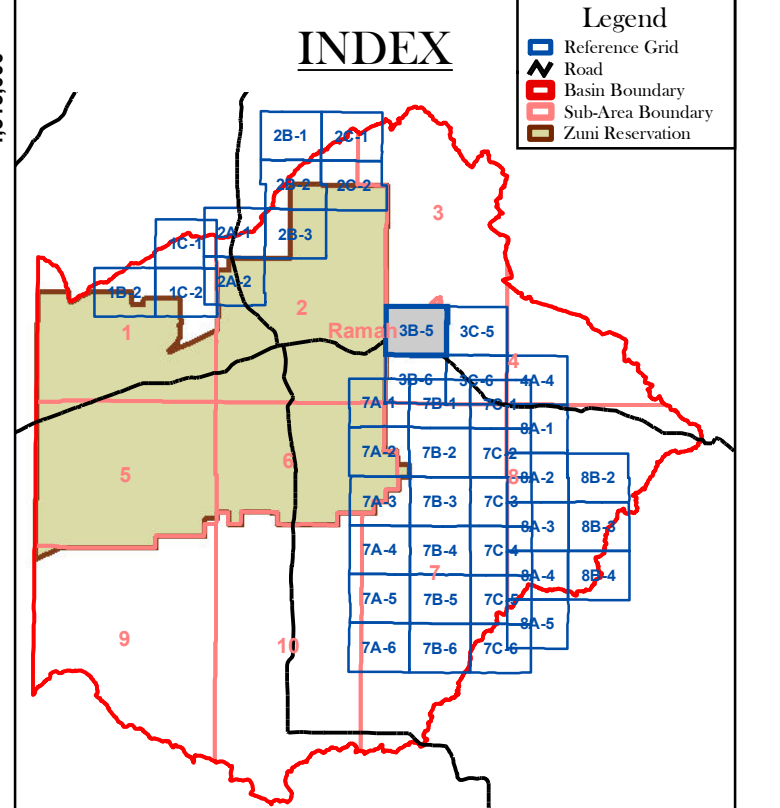 INDEX
Legend
Reference Grid
Road
Basin Boundary
Sub-Area Boundary
Zuni Reservation
2B-1
2C-1
2B-2
2C-2
3
2A-1
2B-3
1C-1
2A-2
1B-2
1C-2
2
1
Ramah
3B-5
3C-5
4
3B-6
3C-6
4A-4
7A-1
7B-1
7C-1
8A-1
7A-2
7B-2
7C-2
6
5
8
8A-2
8B-2
7A-3
7B-3
7C-3
8A-3
8B-3
7A-4
7B-4
7C-4
7
8A-4
8B-4
7A-5
7B-5
7C-5
8A-5
9
10
7A-6
7B-6
7C-6